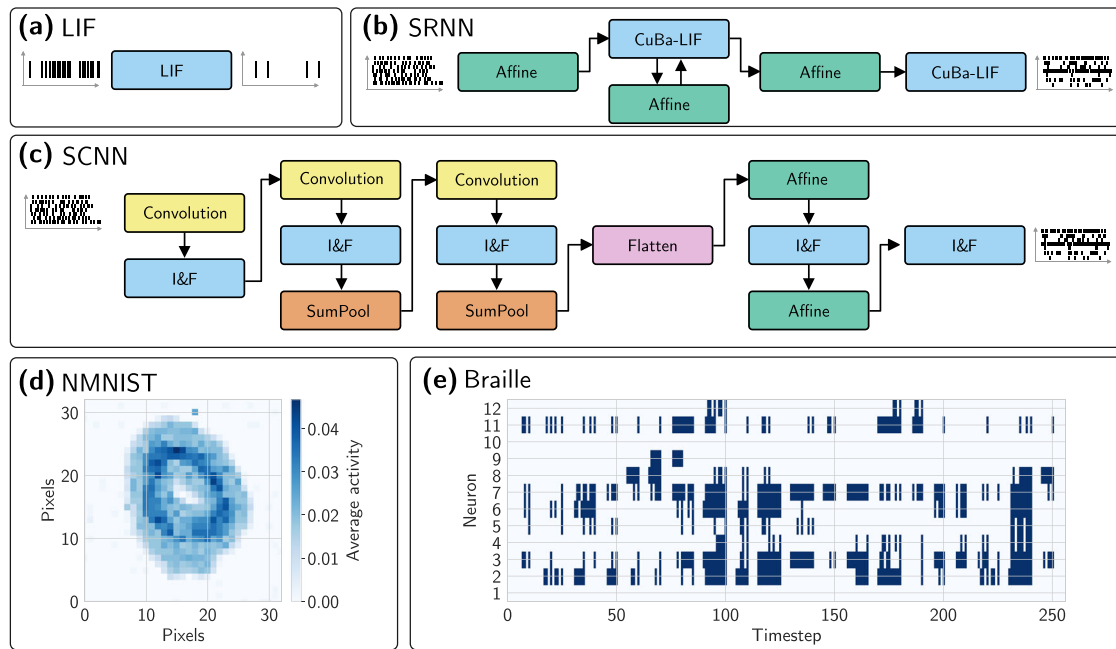 (a) LIF
LIF
(b) SRNN
Affine
CuBa-LIF
Affine
Affine
CuBa-LIF
(c) SCNN
Convolution
I&F
Convolution
I&F
SumPool
Convolution
I&F
SumPool
Flatten
Affine
I&F
Affine
I&F
(d) NMNIST
Pixels
30
20
10
0
0 10 20 30
Pixels
0.04
0.03
0.02
0.01
0.00
Average activity
(e) Braille
Neuron
12
11
10
9
8
7
6
5
4
3
2
1
0 50 100 150 200 250
Timestep